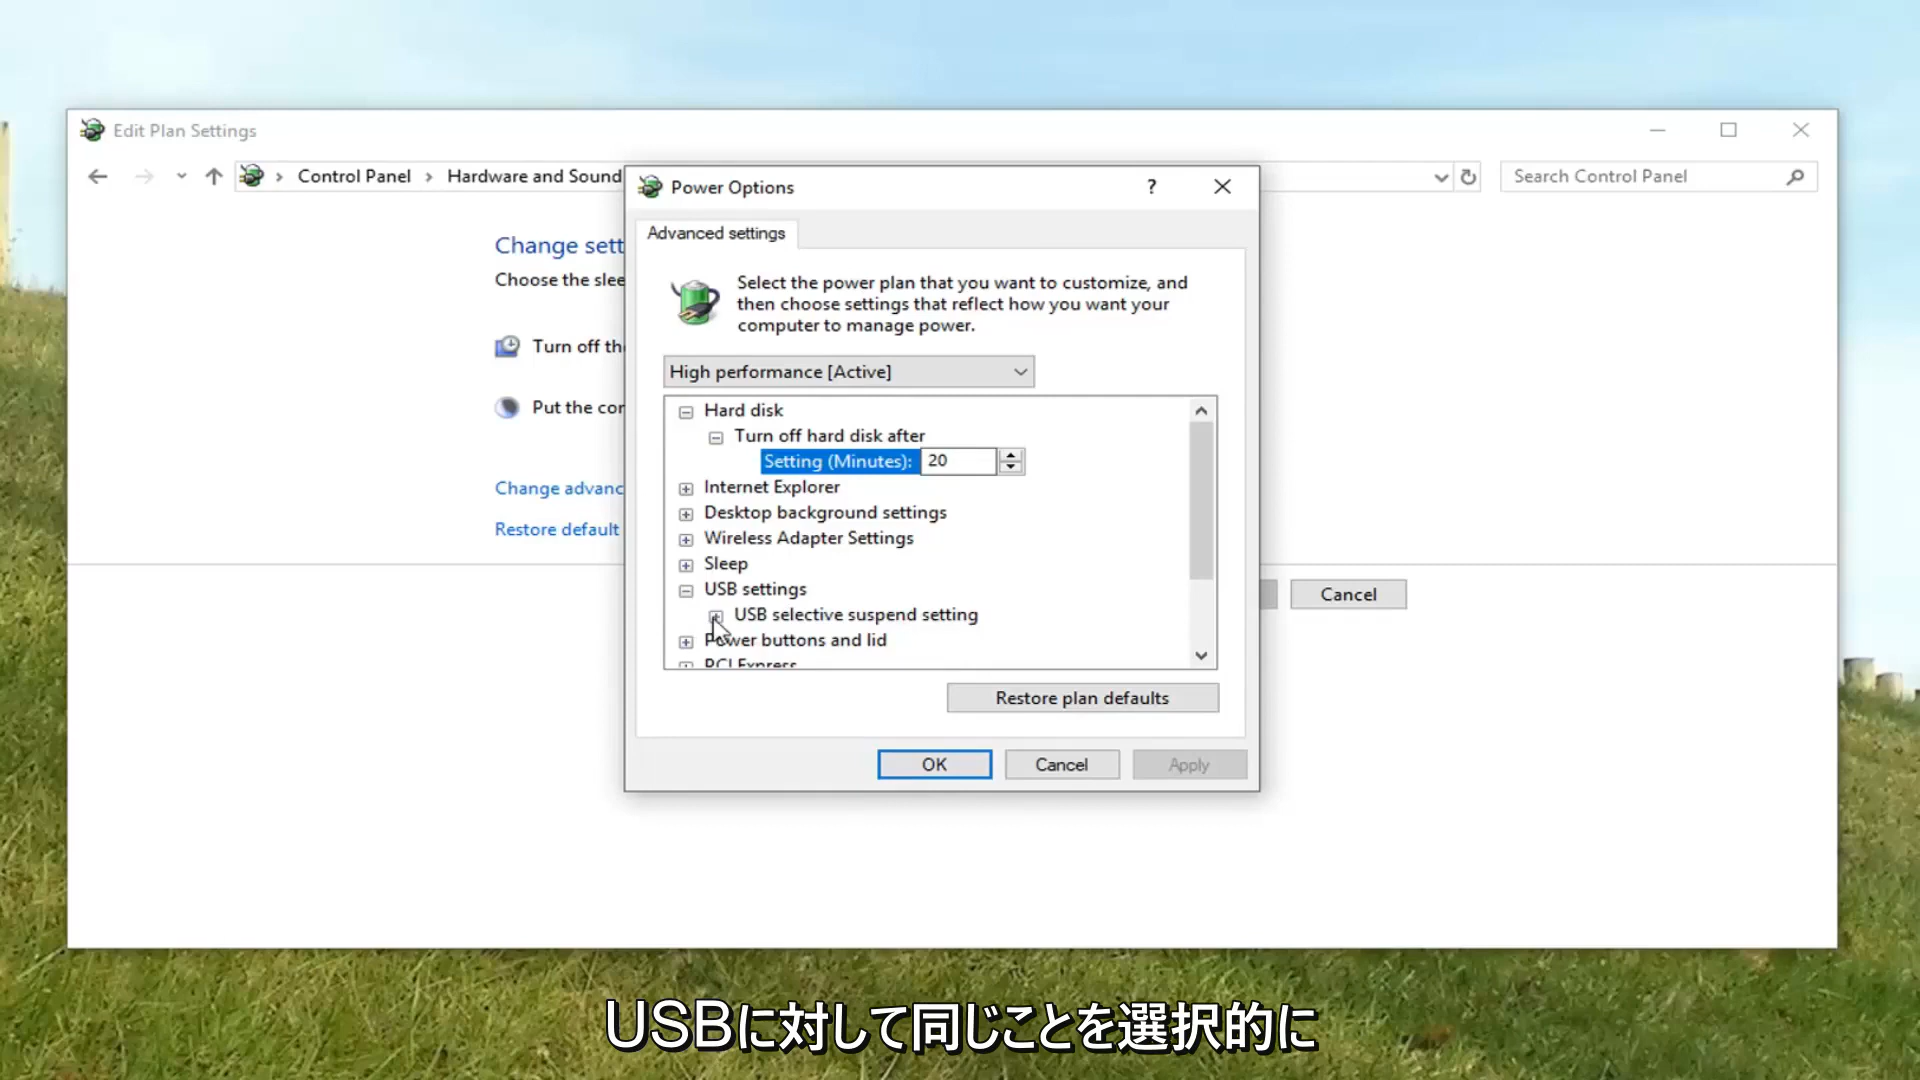 Edit Plan Settings
Control Panel
Hardware and Sound
Search Control Panel
Power Options
?
Advanced settings
Change sett
Choose the slee
Turn off th
Put the cor
Change advanc
Restore default
Select the power plan that you want to customize, and
then choose settings that reflect how you want your
computer to manage power.
High performance [Active]
Hard disk
Turn off hard disk after
Setting (Minutes): 20
Internet Explorer
Desktop background settings
Wireless Adapter Settings
Sleep
USB settings
USB selective suspend setting
Power buttons and lid
PCI Express
Restore plan defaults
OK
Cancel
Apply
Cancel
USBに対して同じことを選択的に